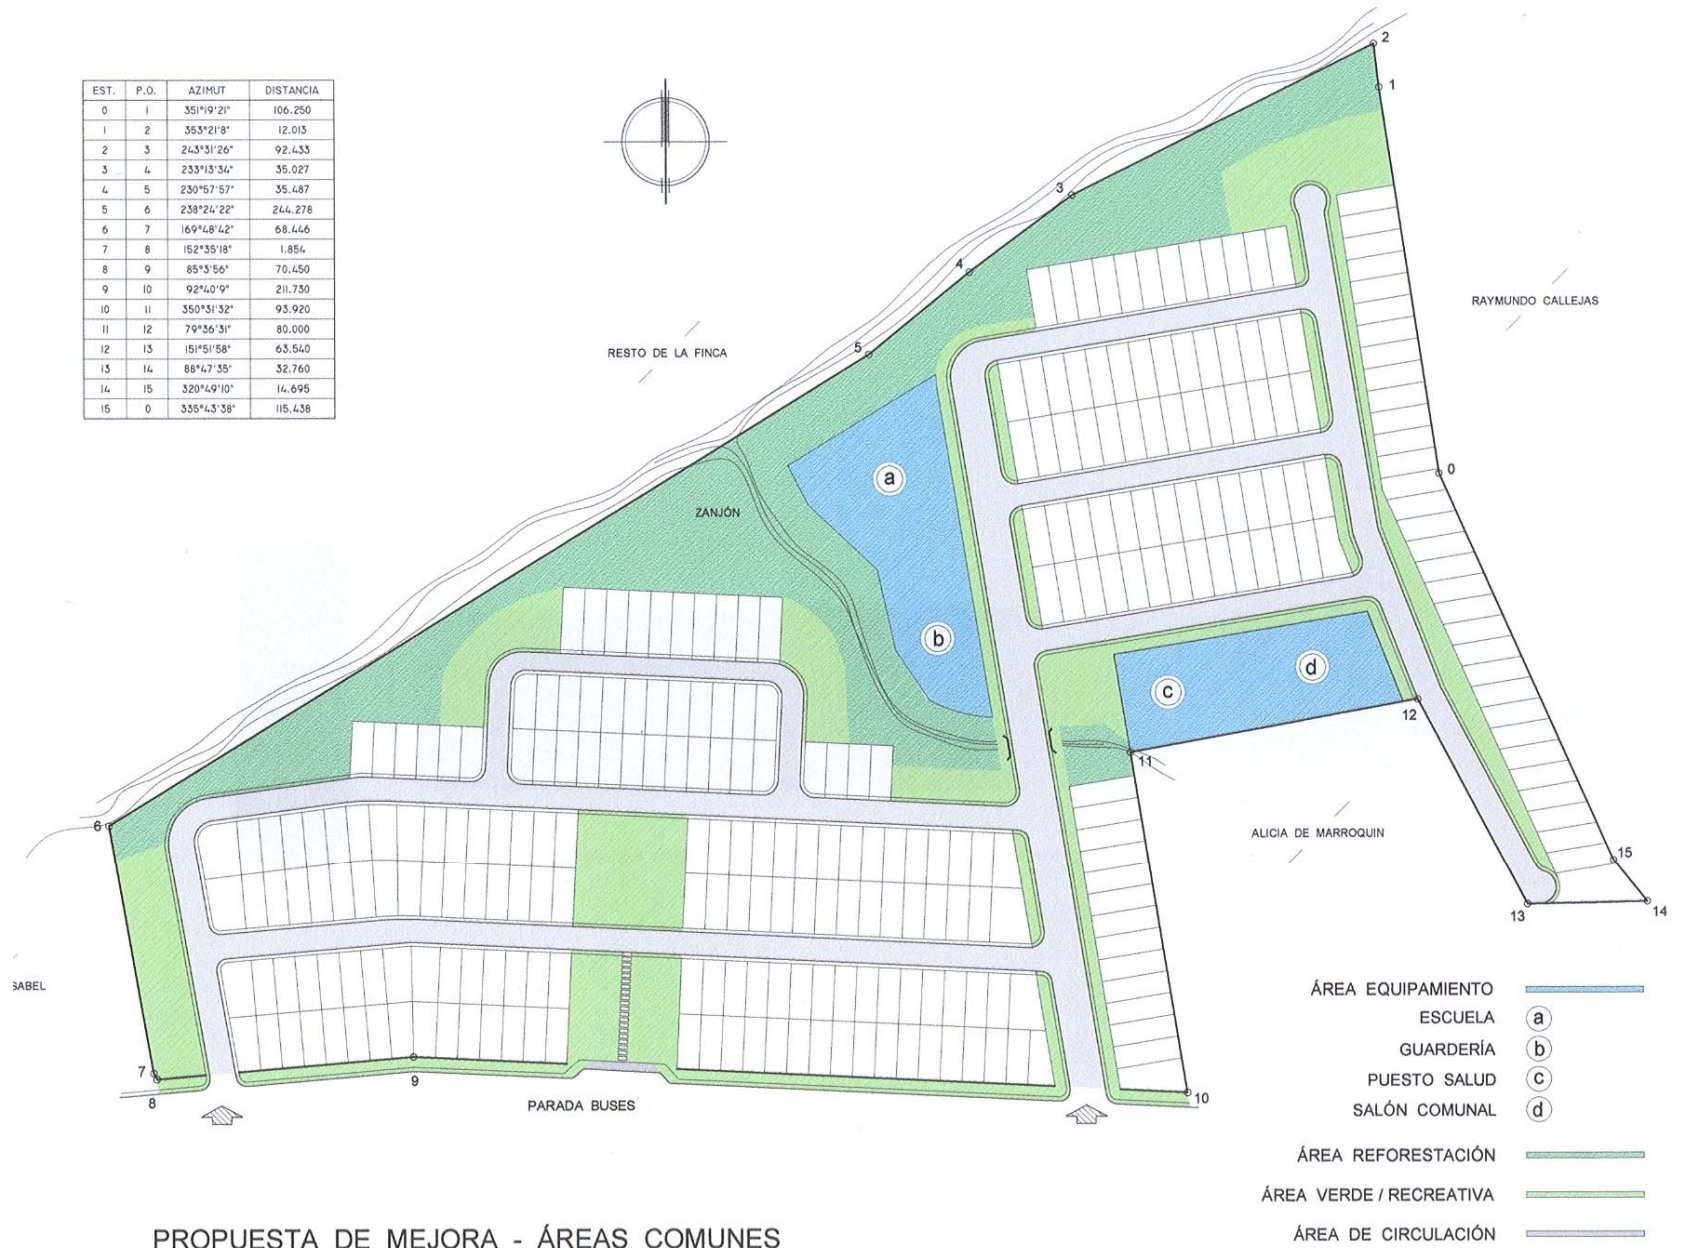 EST. P.O. AZIMUT DISTANCIA
0 1 351°19'21" 106.250
1 2 353°21'8" 12.013
2 3 243°31'26" 92.433
3 4 233°13'34" 35.027
4 5 230°57'57" 35.487
5 6 238°24'22" 244.278
6 7 169°48'42" 68.446
7 8 152°35'18" 1.854
8 9 85°3'56" 70.450
9 10 92°40'9" 211.730
10 11 350°31'32" 93.920
11 12 79°36'31" 80.000
12 13 151°51'58" 63.540
13 14 88°47'35" 32.760
14 15 320°49'10" 14.695
15 0 335°43'38" 115.438
2
1
3
4
5
RAYMUNDO CALLEJAS
RESTO DE LA FINCA
0
a
ZANJÓN
b
d
c
12
11
6
ALICIA DE MARROQUIN
15
14
13
SABEL
7
8
9
10
PARADA BUSES
ÁREA EQUIPAMIENTO
ESCUELA a
GUARDERÍA b
PUESTO SALUD c
SALÓN COMUNAL d
ÁREA REFORESTACIÓN
ÁREA VERDE / RECREATIVA
ÁREA DE CIRCULACIÓN
PROPUESTA DE MEJORA - ÁREAS COMUNES